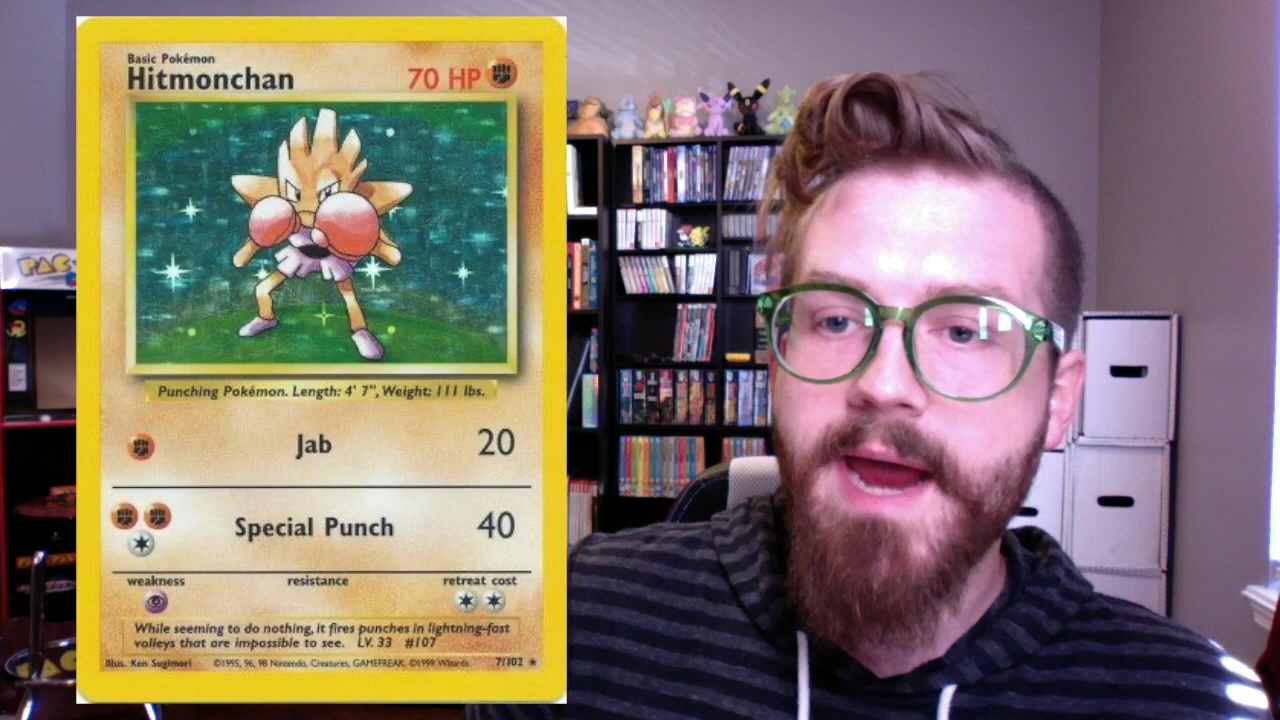 Basic Pokémon
Hitmonchan 70 HP
Punching Pokémon. Length: 4' 7", Weight: 111 lbs.
Jab 20
Special Punch 40
weakness resistance retreat cost
While seeming to do nothing, it fires punches in lightning-fast
volleys that are impossible to see. LV. 33 #107
Illus. Ken Sugimori ©1995, 96, 98 Nintendo, Creatures, GAMEFREAK. ©1999 Wizards. 7/102
PAC
PAC